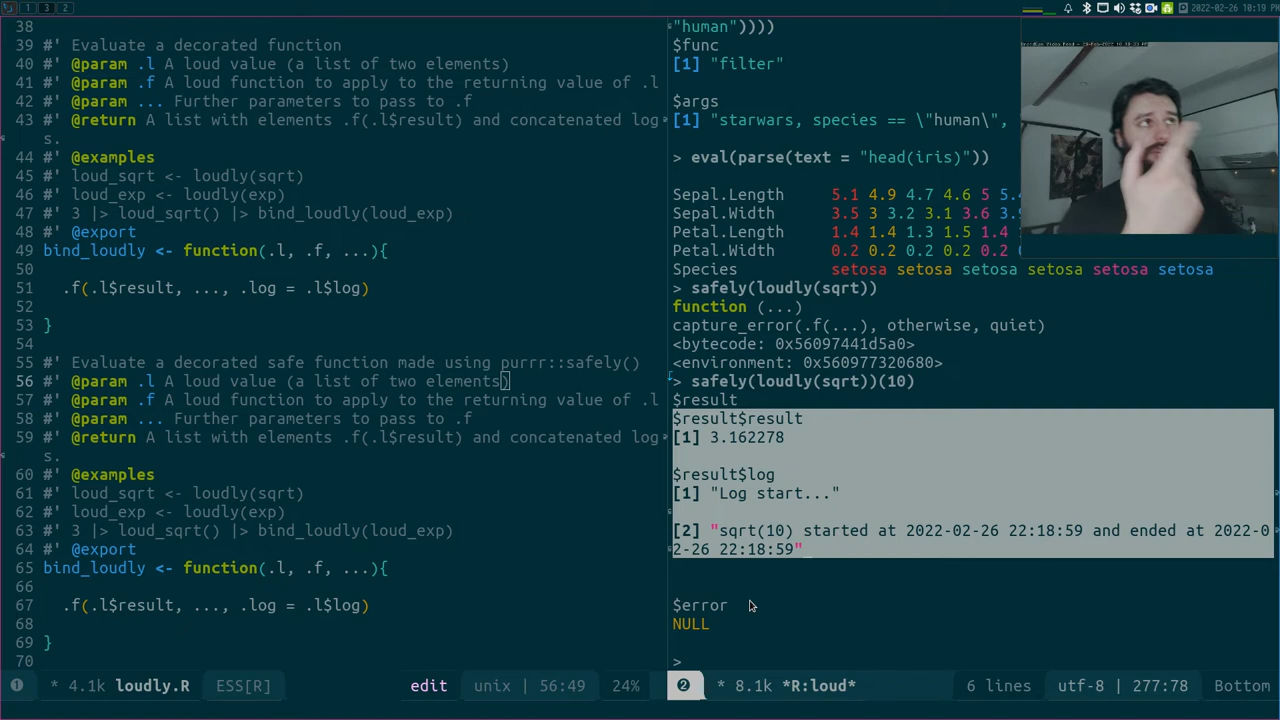 1 3 2
2022-02-26 10:19 PM
38
39 #' Evaluate a decorated function
40 #' @param .l A loud value (a list of two elements)
41 #' @param .f A loud function to apply to the returning value of .l
42 #' @param ... Further parameters to pass to .f
43 #' @return A list with elements .f(.l$result) and concatenated log
s.
44 #' @examples
45 #' loud_sqrt <- loudly(sqrt)
46 #' loud_exp <- loudly(exp)
47 #' 3 |> loud_sqrt() |> bind_loudly(loud_exp)
48 #' @export
49 bind_loudly <- function(.l, .f, ...){
50
51   .f(.l$result, ..., .log = .l$log)
52
53 }
54
55 #' Evaluate a decorated safe function made using purrr::safely()
56 #' @param .l A loud value (a list of two elements)
57 #' @param .f A loud function to apply to the returning value of .l
58 #' @param ... Further parameters to pass to .f
59 #' @return A list with elements .f(.l$result) and concatenated log
s.
60 #' @examples
61 #' loud_sqrt <- loudly(sqrt)
62 #' loud_exp <- loudly(exp)
63 #' 3 |> loud_sqrt() |> bind_loudly(loud_exp)
64 #' @export
65 bind_loudly <- function(.l, .f, ...){
66
67   .f(.l$result, ..., .log = .l$log)
68
69 }
70
1 * 4.1k loudly.R ESS[R] edit unix | 56:49 24%
"human"))))
$func
[1] "filter"
$args
[1] "starwars, species == \"human\",
> eval(parse(text = "head(iris)"))
Sepal.Length 5.1 4.9 4.7 4.6 5 5.
Sepal.Width 3.5 3 3.2 3.1 3.6 3.
Petal.Length 1.4 1.4 1.3 1.5 1.4
Petal.Width 0.2 0.2 0.2 0.2 0.2
Species setosa setosa setosa setosa setosa setosa
> safely(loudly(sqrt))
function (...)
capture_error(.f(...), otherwise, quiet)
<bytecode: 0x56097441d5a0>
<environment: 0x560977320680>
> safely(loudly(sqrt))(10)
$result
$result$result
[1] 3.162278
$result$log
[1] "Log start..."
[2] "sqrt(10) started at 2022-02-26 22:18:59 and ended at 2022-0
2-26 22:18:59"
$error
NULL
>
2 * 8.1k *R:loud* 6 lines utf-8 | 277:78 Bottom